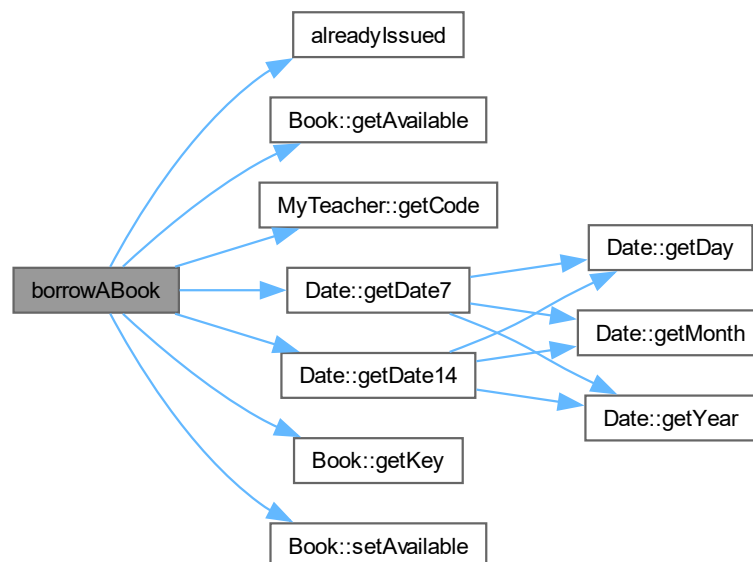 alreadyIssued
Book::getAvailable
MyTeacher::getCode
Date::getDay
borrowABook
Date::getDate7
Date::getMonth
Date::getDate14
Date::getYear
Book::getKey
Book::setAvailable